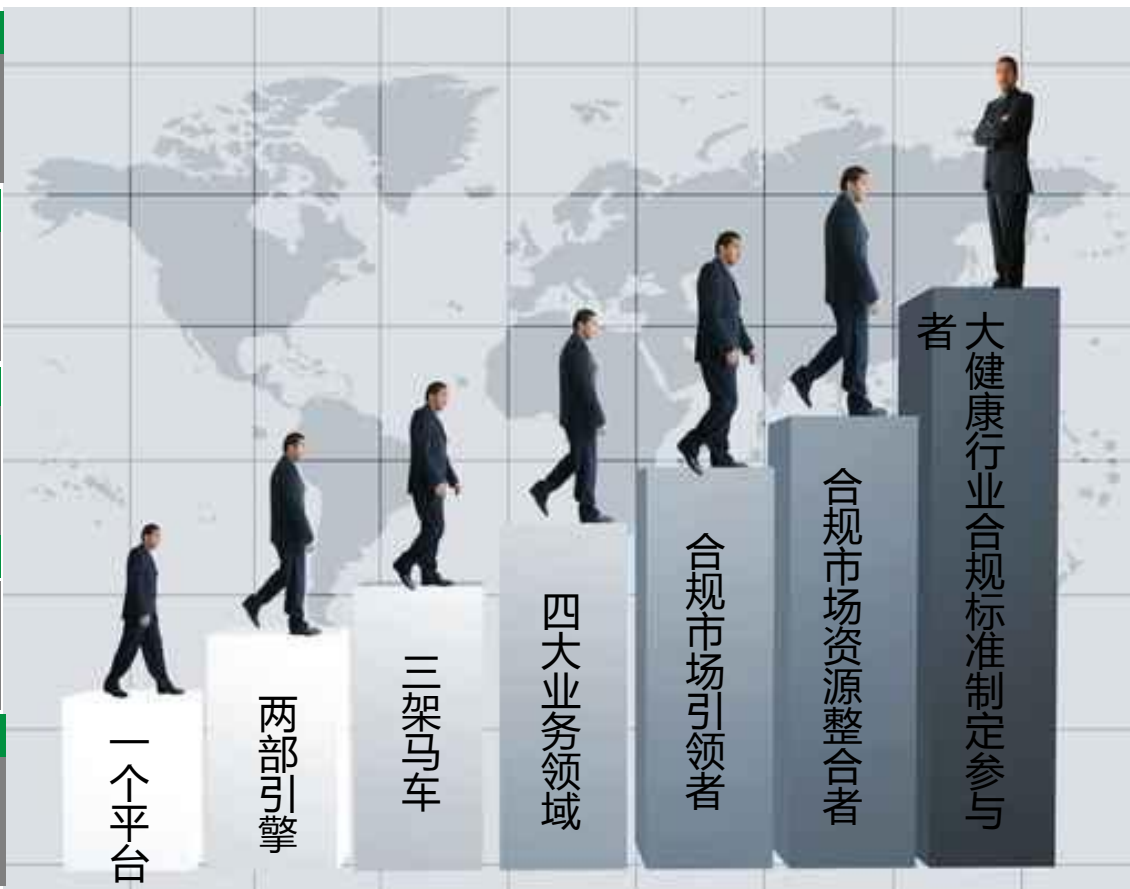 一个平台
两部引擎
三架马车
四大业务领域
合规市场引领者
合规市场资源整合者
大健康行业合规标准制定参与
者